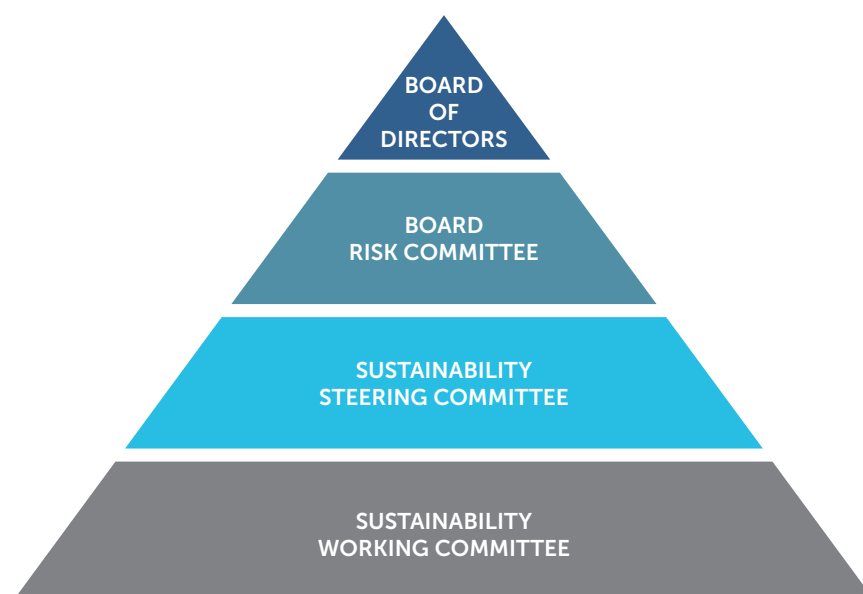 BOARD
OF
DIRECTORS
BOARD
RISK COMMITTEE
SUSTAINABILITY
STEERING COMMITTEE
SUSTAINABILITY
WORKING COMMITTEE